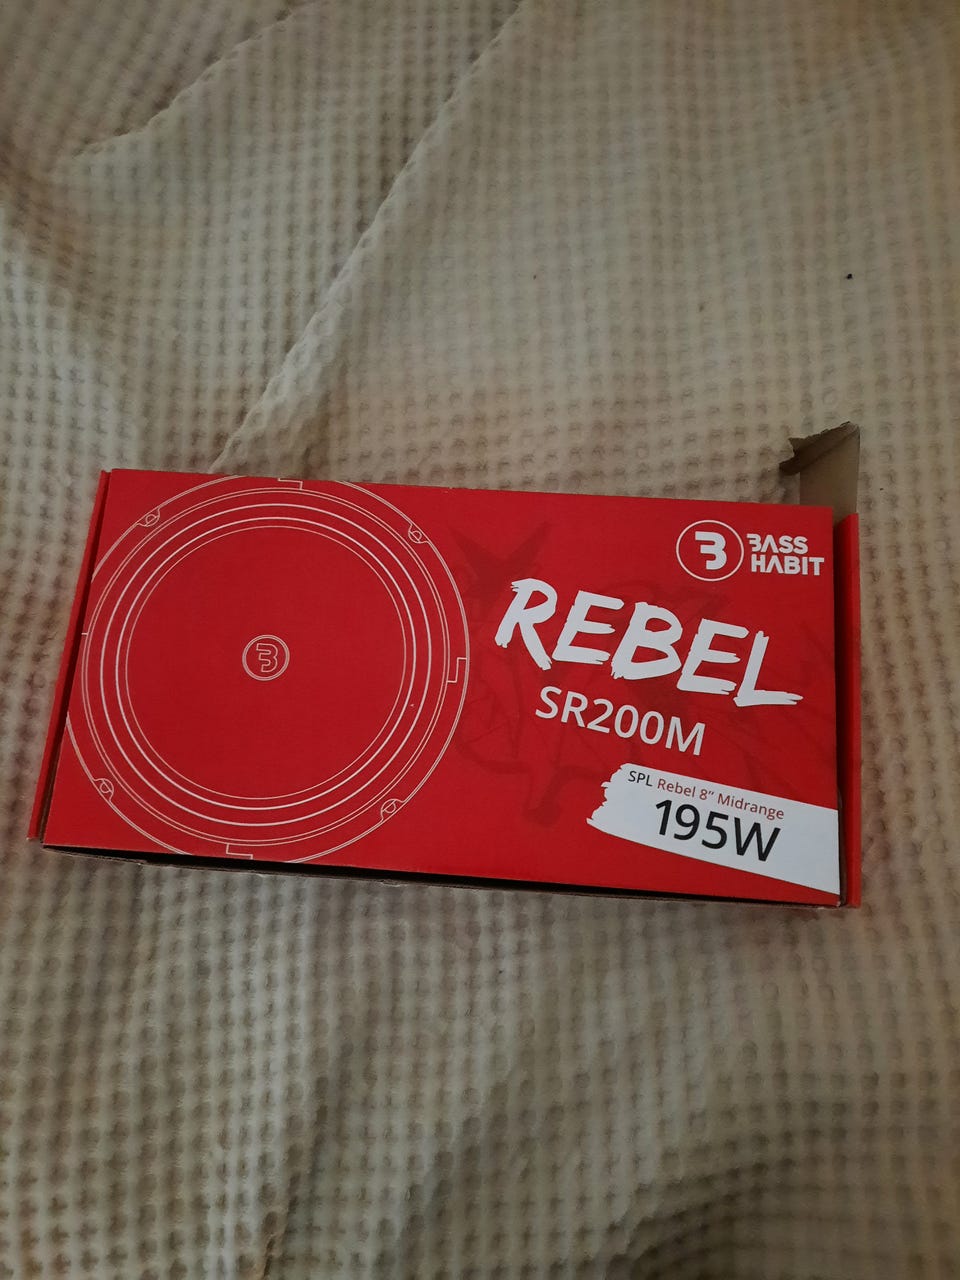 BASS
HABIT
REBEL
SR200M
SPL Rebel 8” Midrange
195W